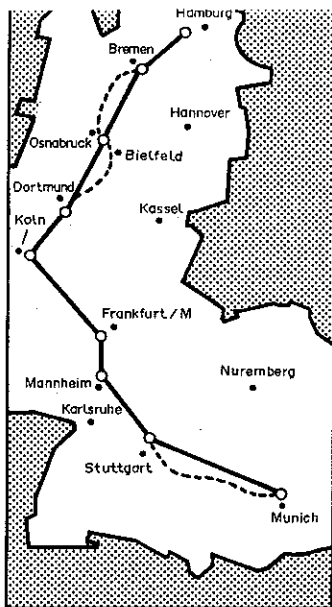 Hamburg
Bremen
Hannover
Osnabruck
Bielfeld
Dortmund
Kassel
Koln
Frankfurt/M
Nuremberg
Mannheim
Karlsruhe
Stuttgart
Munich